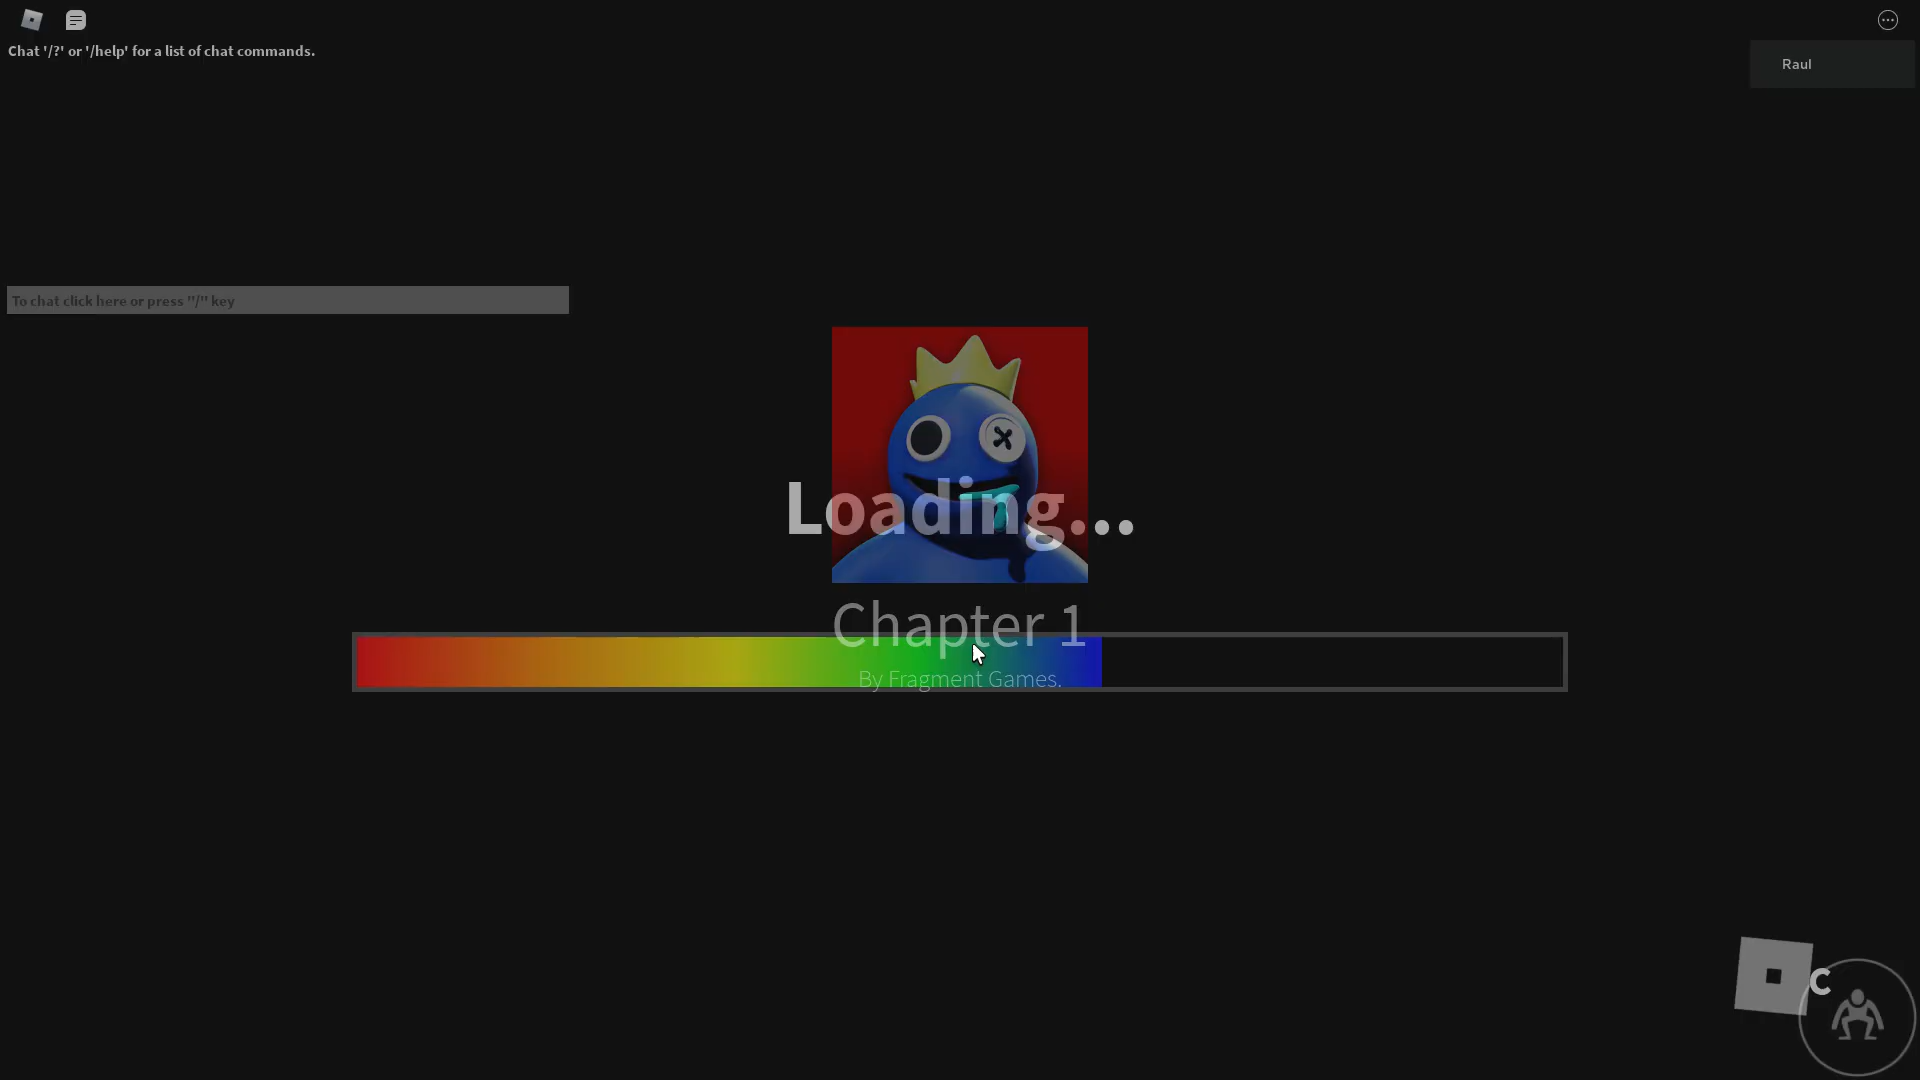 Chat '/?' or '/help' for a list of chat commands.
Raul
To chat click here or press "/" key
Loading...
Chapter 1
By Fragment Games.
C